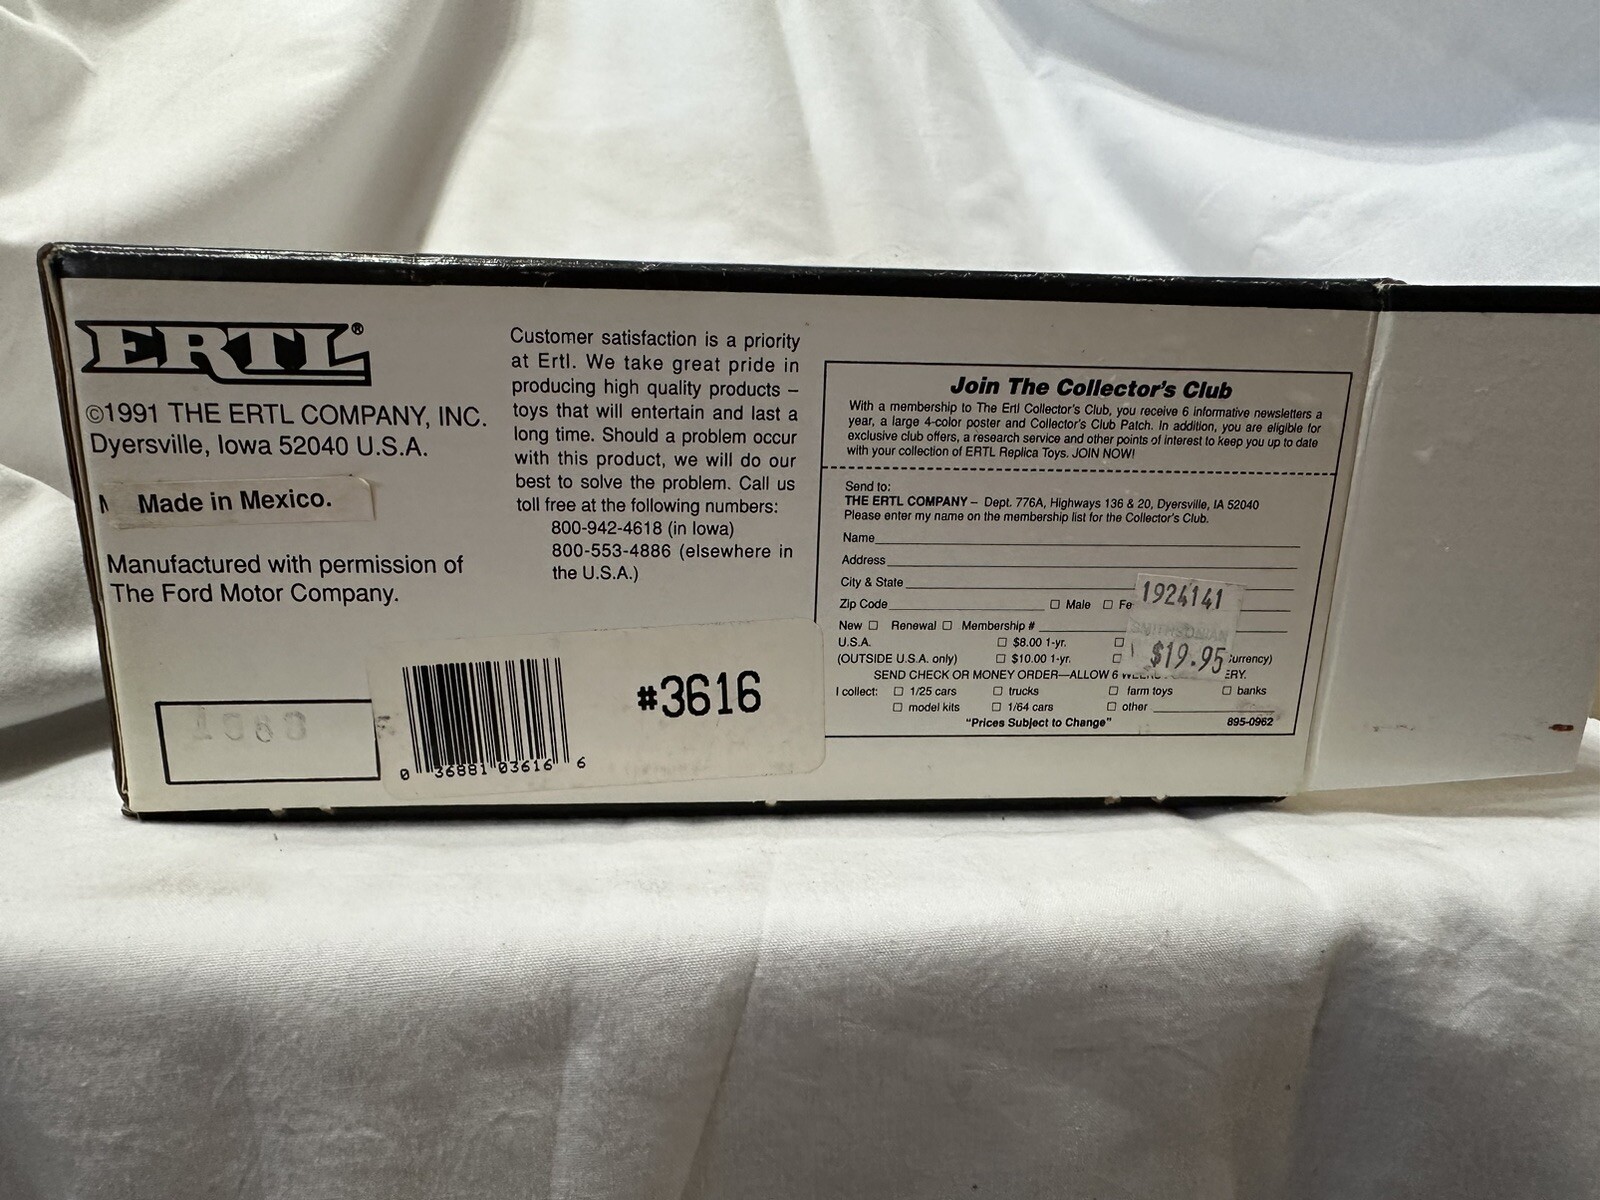 ERTL®
©1991 THE ERTL COMPANY, INC.
Dyersville, Iowa 52040 U.S.A.
Made in Mexico.
Manufactured with permission of
The Ford Motor Company.
Customer satisfaction is a priority
at Ertl. We take great pride in
producing high quality products –
toys that will entertain and last a
long time. Should a problem occur
with this product, we will do our
best to solve the problem. Call us
toll free at the following numbers:
800-942-4618 (in Iowa)
800-553-4886 (elsewhere in
the U.S.A.)
0 36881 03616 6
#3616
Join The Collector's Club
With a membership to The Ertl Collector's Club, you receive 6 informative newsletters a
year, a large 4-color poster and Collector's Club Patch. In addition, you are eligible for
exclusive club offers, a research service and other points of interest to keep you up to date
with your collection of ERTL Replica Toys. JOIN NOW!
Send to:
THE ERTL COMPANY – Dept. 776A, Highways 136 & 20, Dyersville, IA 52040
Please enter my name on the membership list for the Collector's Club.
Name
Address
City & State
Zip Code Male Fe
New Renewal Membership #
U.S.A. $8.00 1-yr.
(OUTSIDE U.S.A. only) $10.00 1-yr. urrency)
SEND CHECK OR MONEY ORDER—ALLOW 6 ERY.
I collect: 1/25 cars trucks farm toys banks
model kits 1/64 cars other
"Prices Subject to Change" 895-0962
1924141
SMITHSONIAN
$19.95